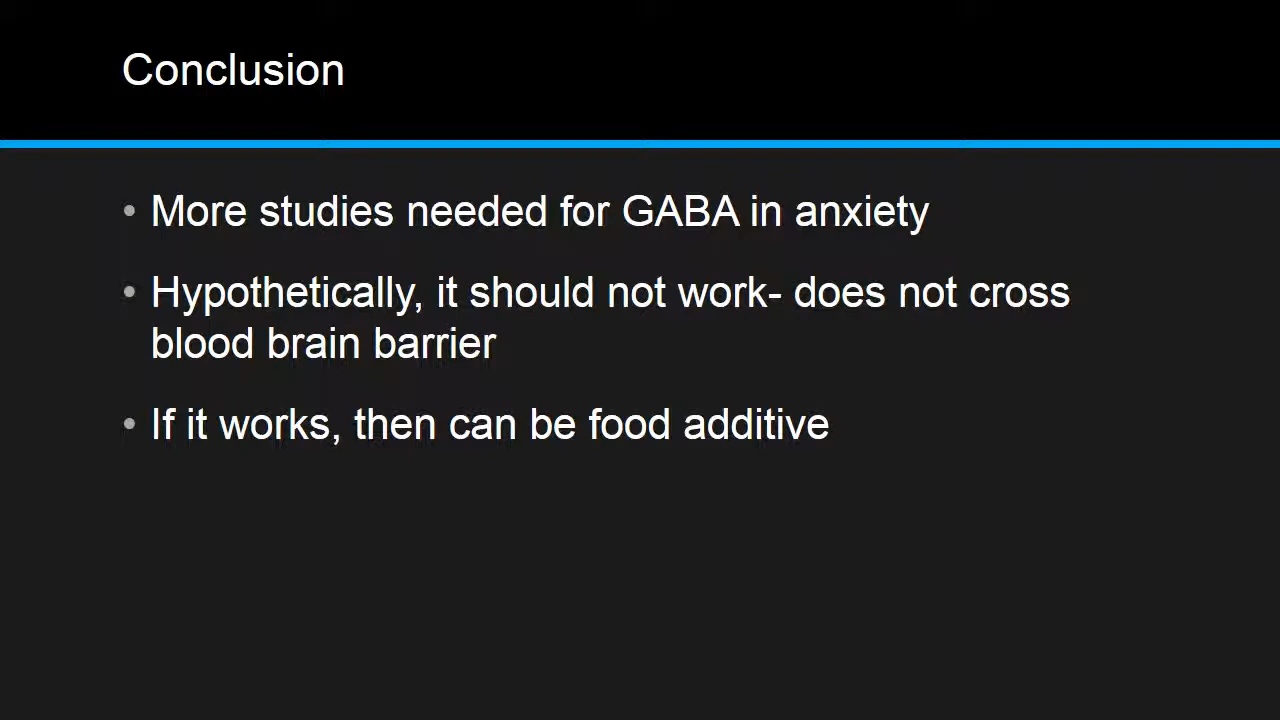 Conclusion
• More studies needed for GABA in anxiety
• Hypothetically, it should not work- does not cross
blood brain barrier
• If it works, then can be food additive